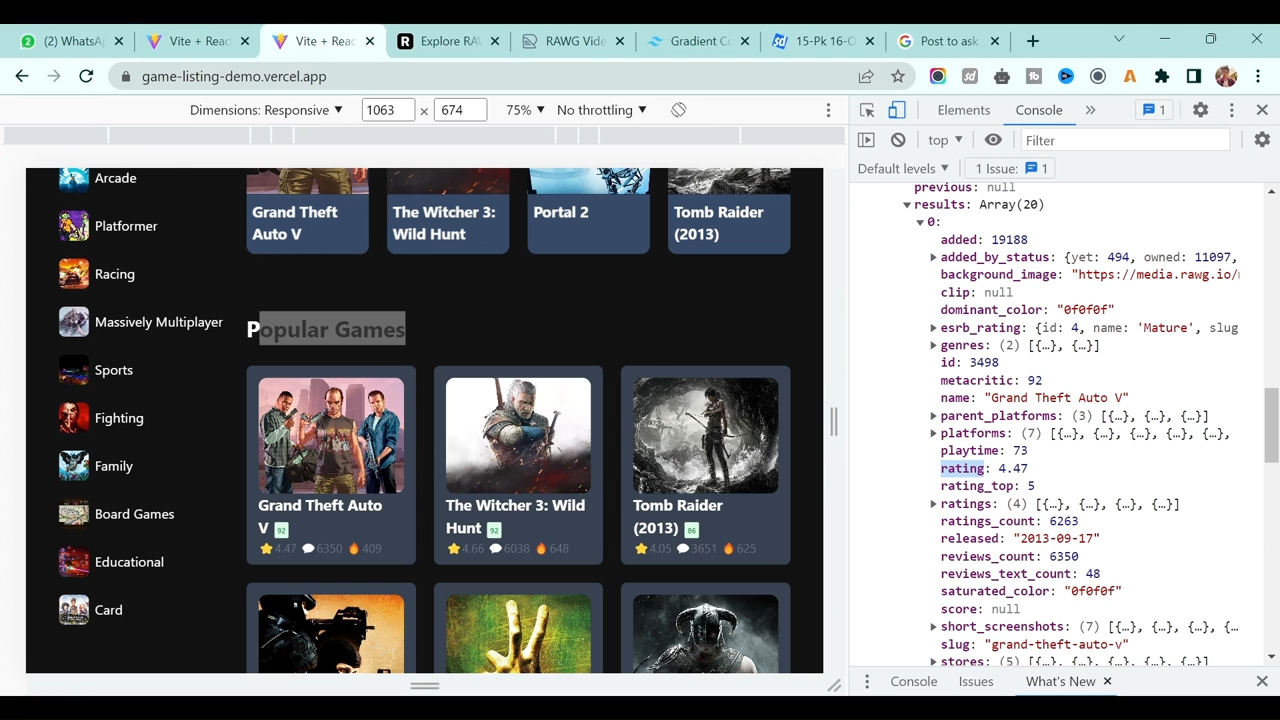 2 (2) WhatsAp
Vite + Reac
Vite + Reac
R Explore RAW
RAWG Vide
Gradient Co
sd 15-Pk 16-O
Post to ask
game-listing-demo.vercel.app
Dimensions: Responsive 1063 × 674 75% No throttling
Elements Console » 1
top Filter
Default levels 1 Issue: 1
Arcade
Platformer
Racing
Massively Multiplayer
Sports
Fighting
Family
Board Games
Educational
Card
Grand Theft
Auto V
The Witcher 3:
Wild Hunt
Portal 2
Tomb Raider
(2013)
Popular Games
Grand Theft Auto
V 92
4.47 6350 409
The Witcher 3: Wild
Hunt 92
4.66 6038 648
Tomb Raider
(2013) 86
4.05 3651 625
previous: null
results: Array(20)
0:
added: 19188
added_by_status: {yet: 494, owned: 11097,
background_image: "https://media.rawg.io/
clip: null
dominant_color: "0f0f0f"
esrb_rating: {id: 4, name: 'Mature', slug
genres: (2) [{…}, {…}]
id: 3498
metacritic: 92
name: "Grand Theft Auto V"
parent_platforms: (3) [{…}, {…}, {…}]
platforms: (7) [{…}, {…}, {…}, {…}, {…},
playtime: 73
rating: 4.47
rating_top: 5
ratings: (4) [{…}, {…}, {…}, {…}]
ratings_count: 6263
released: "2013-09-17"
reviews_count: 6350
reviews_text_count: 48
saturated_color: "0f0f0f"
score: null
short_screenshots: (7) [{…}, {…}, {…}, {…
slug: "grand-theft-auto-v"
stores: (5) [{…}, {…}, {…}, {…}, {…}]
Console Issues What's New